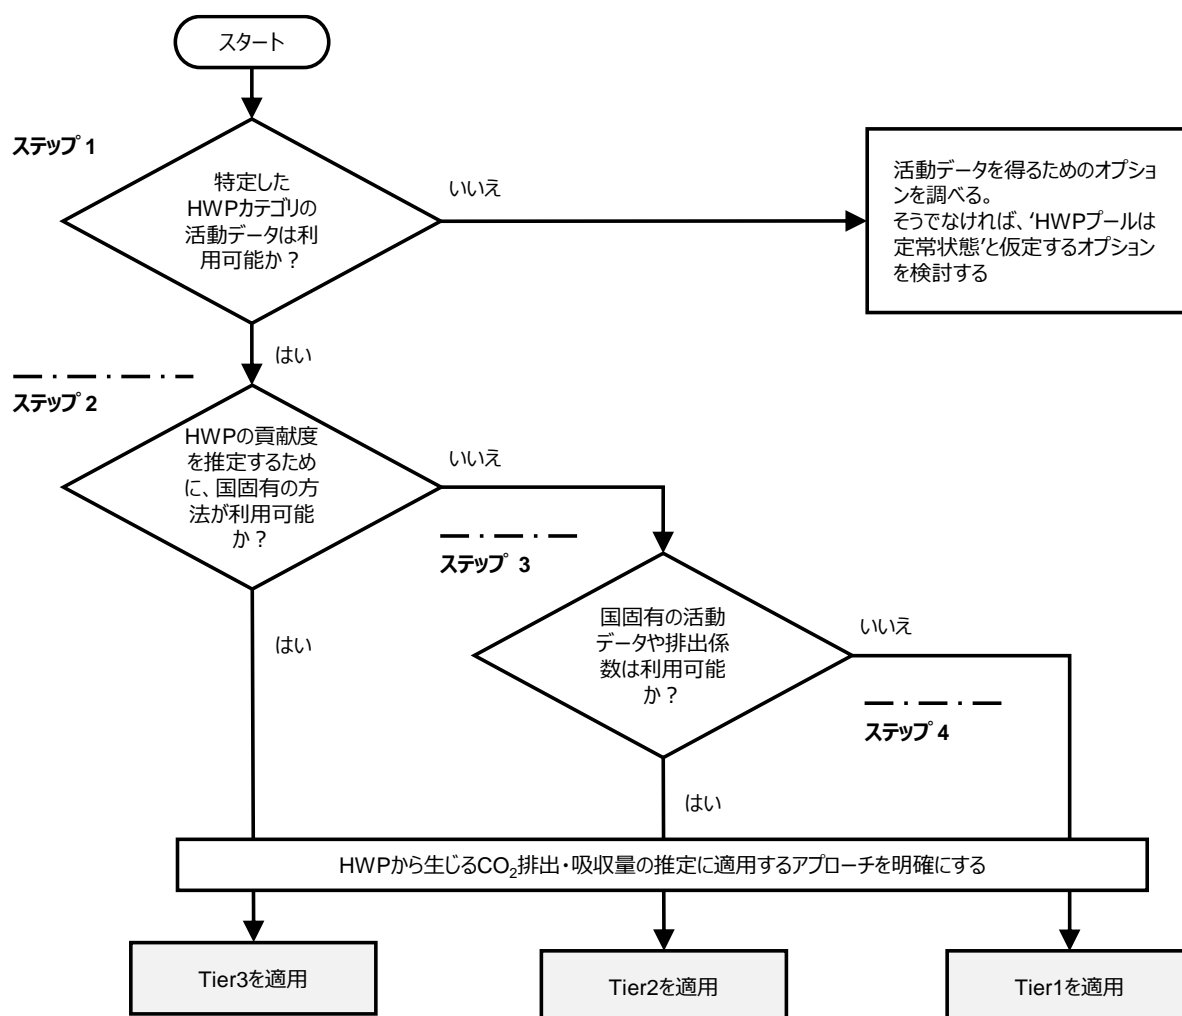 スタート
ステップ 1
特定した
HWPカテゴリの
活動データは利
用可能か？
いいえ
活動データを得るためのオプショ
ンを調べる。
そうでなければ、‘HWPプールは
定常状態’と仮定するオプション
を検討する
はい
ステップ 2
HWPの貢献度
を推定するため
に、国固有の方
法が利用可能
か？
いいえ
ステップ 3
国固有の活動
データや排出係
数は利用可能
か？
いいえ
はい
ステップ 4
はい
HWPから生じるCO₂排出・吸収量の推定に適用するアプローチを明確にする
Tier3を適用
Tier2を適用
Tier1を適用